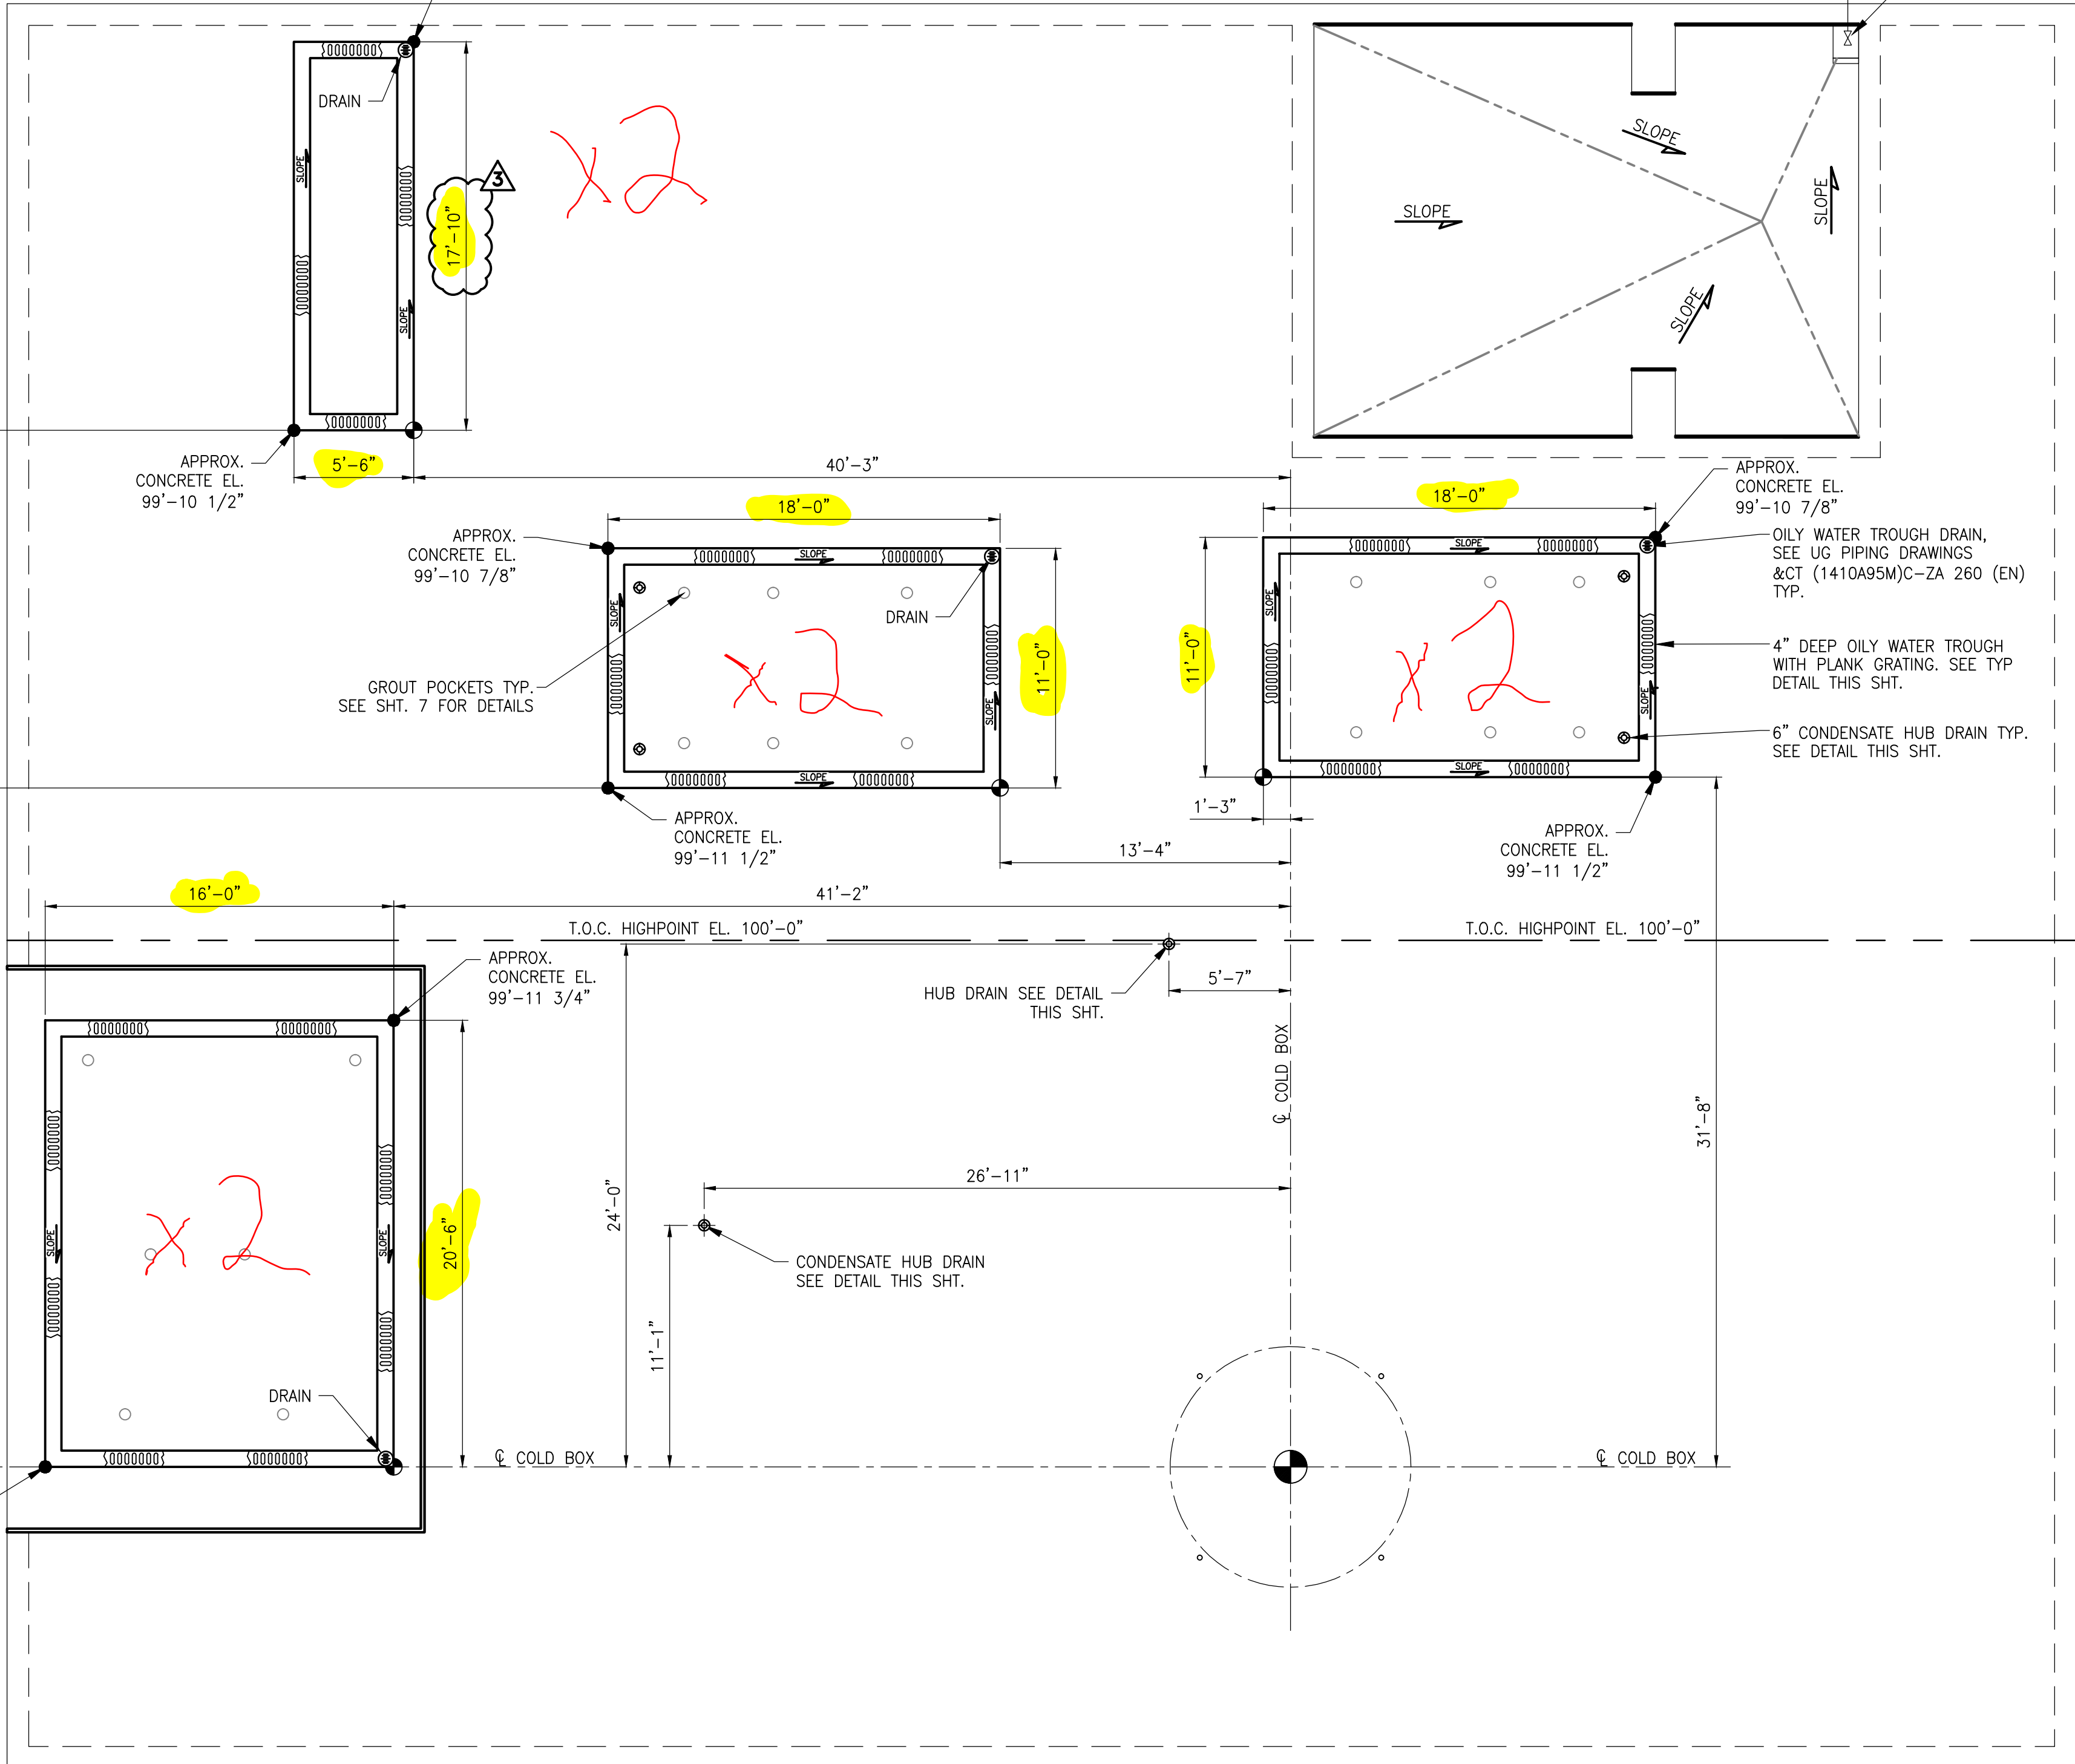 DRAIN
SLOPE
SLOPE
17'-10"
3
x2
SLOPE
SLOPE
SLOPE
SLOPE
APPROX.
CONCRETE EL.
99'-10 1/2"
5'-6"
40'-3"
18'-0"
18'-0"
APPROX.
CONCRETE EL.
99'-10 7/8"
APPROX.
CONCRETE EL.
99'-10 7/8"
OILY WATER TROUGH DRAIN,
SEE UG PIPING DRAWINGS
&CT (1410A95M)C-ZA 260 (EN)
TYP.
SLOPE
SLOPE
DRAIN
SLOPE
SLOPE
x2
11'-0"
11'-0"
SLOPE
SLOPE
SLOPE
SLOPE
x2
GROUT POCKETS TYP.
SEE SHT. 7 FOR DETAILS
4" DEEP OILY WATER TROUGH
WITH PLANK GRATING. SEE TYP
DETAIL THIS SHT.
6" CONDENSATE HUB DRAIN TYP.
SEE DETAIL THIS SHT.
1'-3"
APPROX.
CONCRETE EL.
99'-11 1/2"
APPROX.
CONCRETE EL.
99'-11 1/2"
13'-4"
16'-0"
41'-2"
T.O.C. HIGHPOINT EL. 100'-0"
T.O.C. HIGHPOINT EL. 100'-0"
APPROX.
CONCRETE EL.
99'-11 3/4"
HUB DRAIN SEE DETAIL
THIS SHT.
5'-7"
℄ COLD BOX
31'-8"
26'-11"
24'-0"
11'-1"
CONDENSATE HUB DRAIN
SEE DETAIL THIS SHT.
SLOPE
SLOPE
x2
20'-6"
DRAIN
℄ COLD BOX
℄ COLD BOX